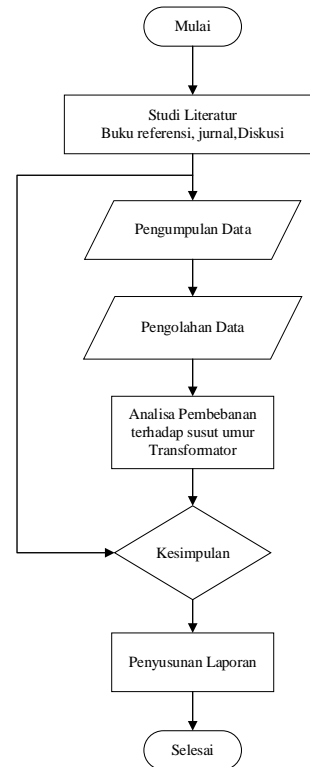 Mulai
Studi Literatur
Buku referensi, jurnal,Diskusi
Pengumpulan Data
Pengolahan Data
Analisa Pembebanan
terhadap susut umur
Transformator
Kesimpulan
Penyusunan Laporan
Selesai